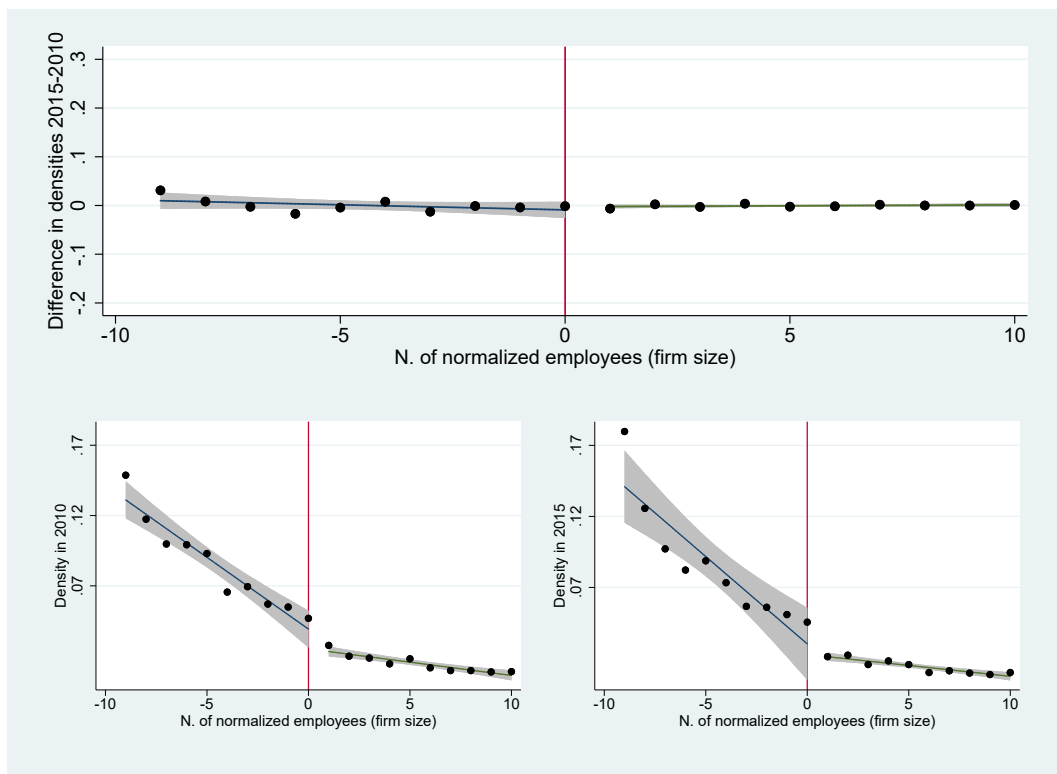 Difference in densities 2015-2010
.3
.2
.1
0
-.1
-.2
-10 -5 0 5 10
N. of normalized employees (firm size)
Density in 2010
.17
.12
.07
-10 -5 0 5 10
N. of normalized employees (firm size)
Density in 2015
.17
.12
.07
-10 -5 0 5 10
N. of normalized employees (firm size)